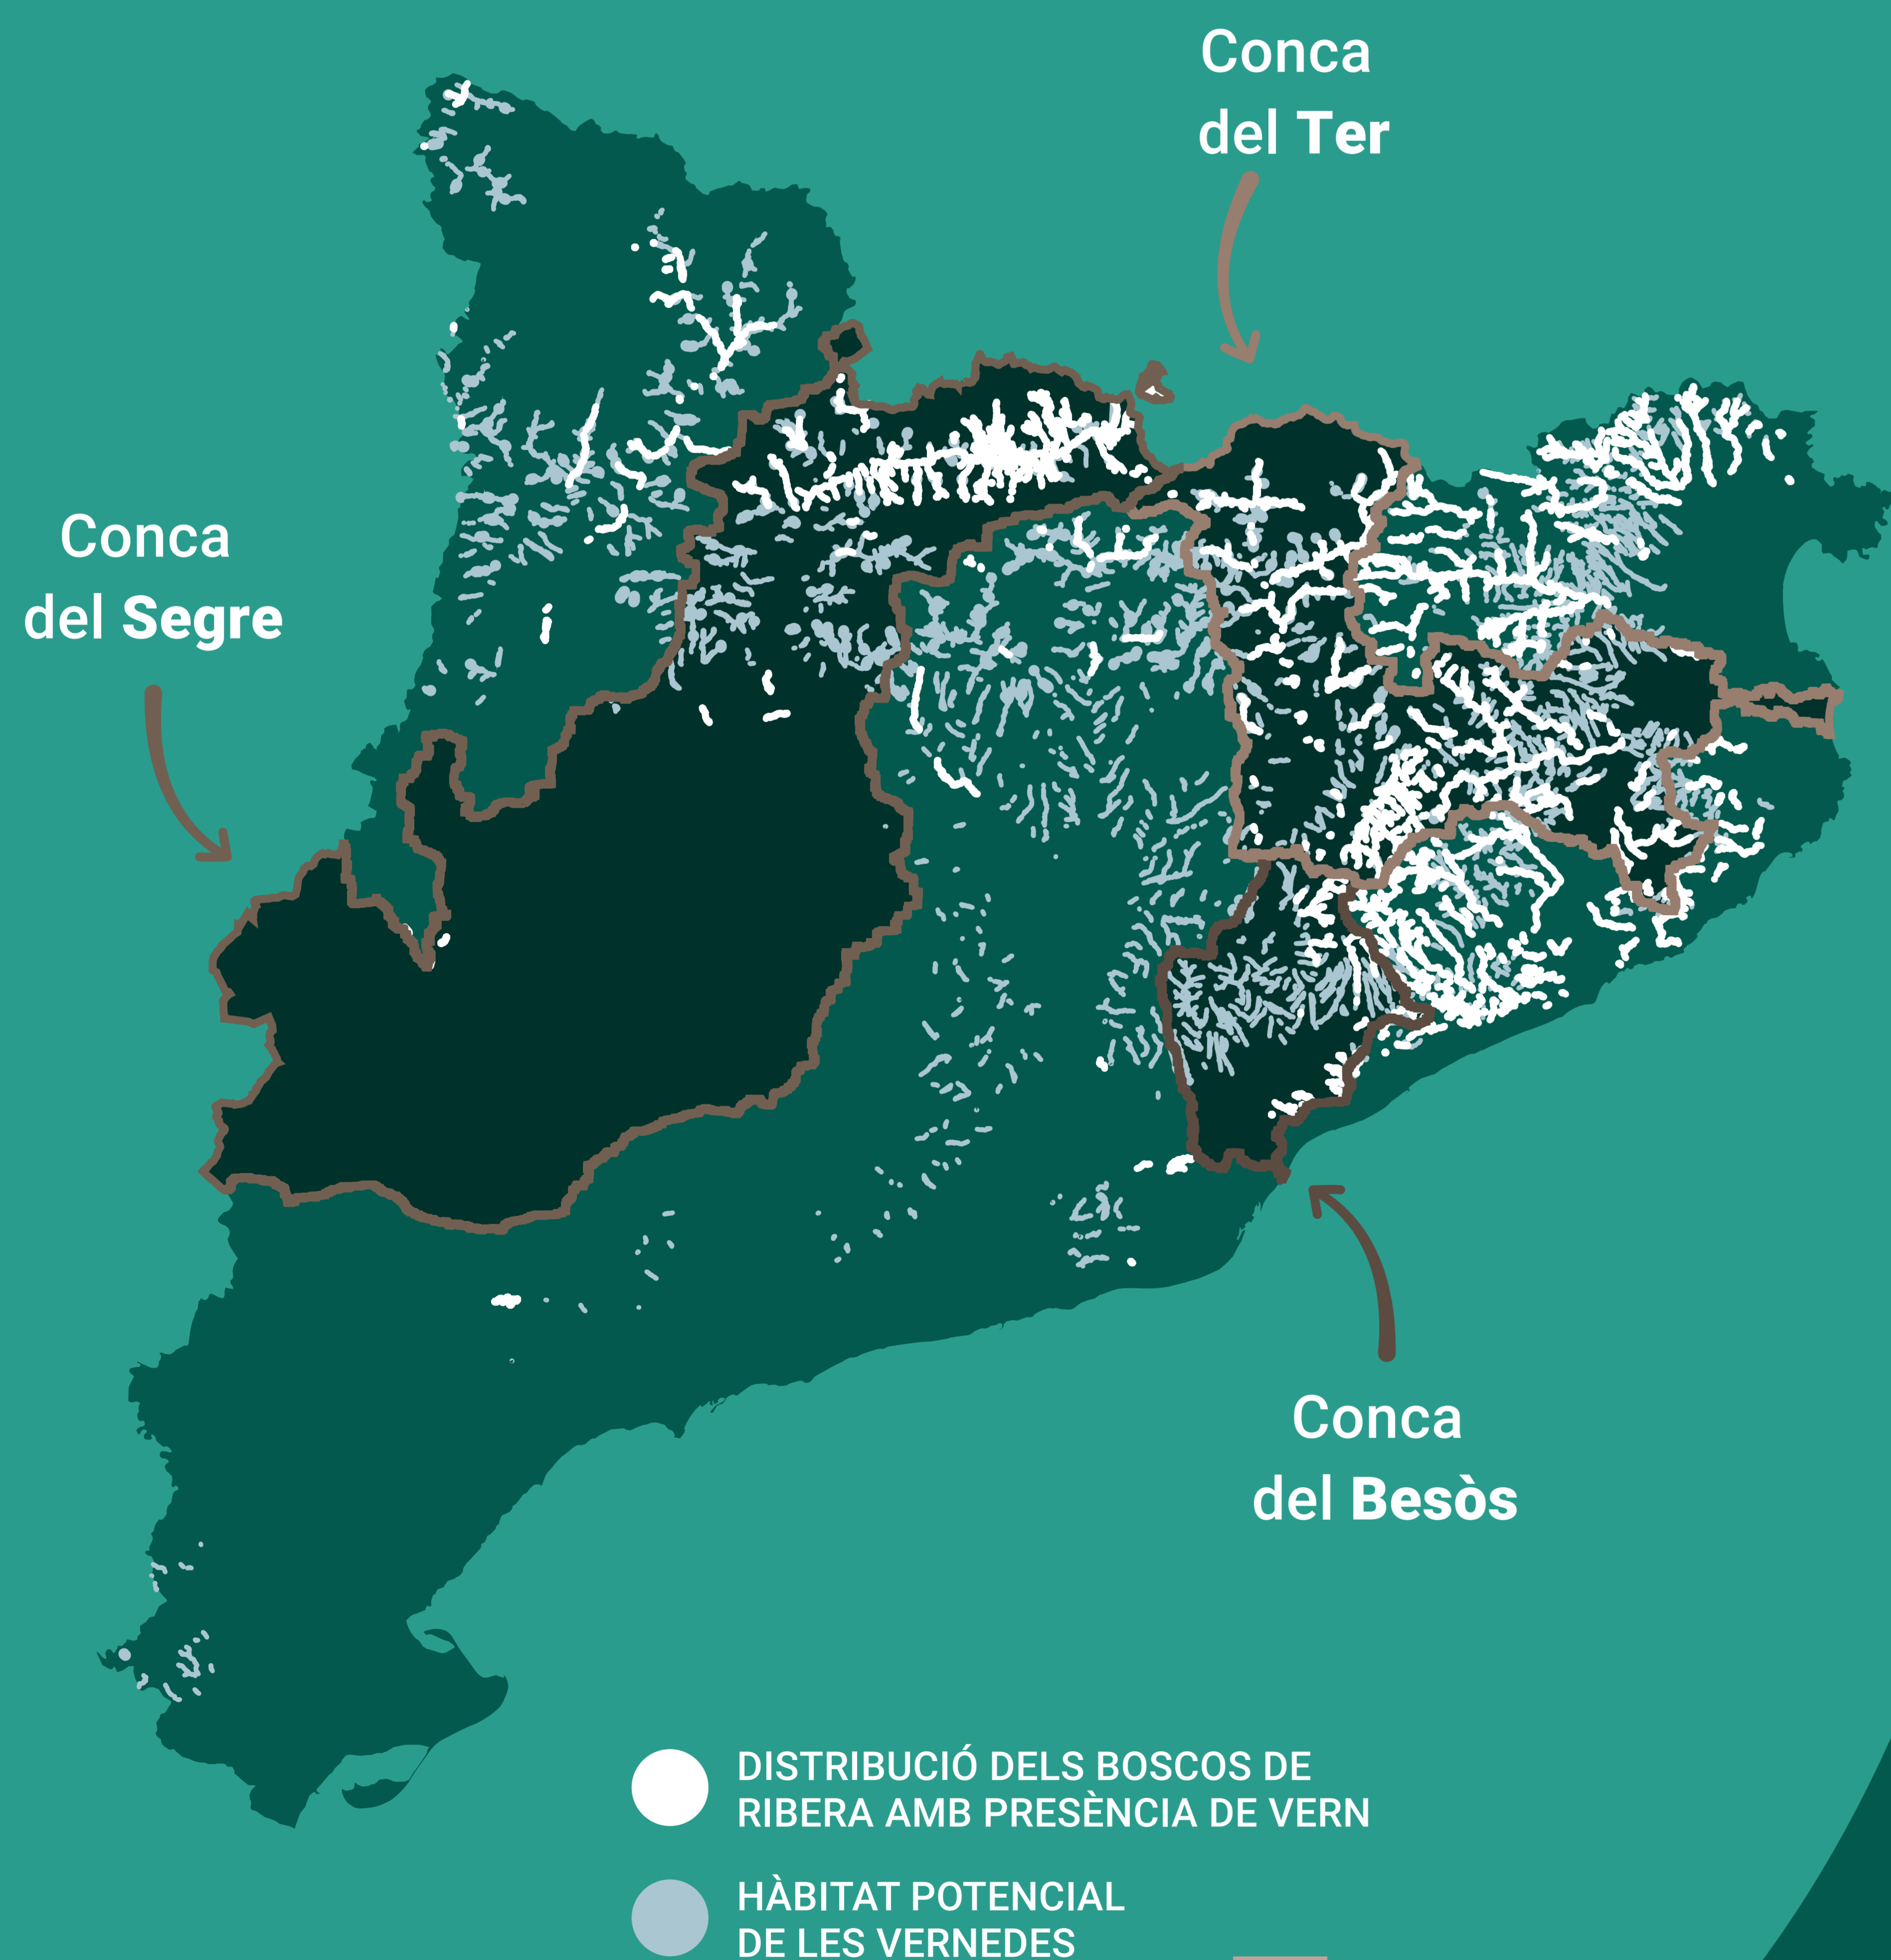 Conca
del Ter
Conca
del Segre
Conca
del Besòs
DISTRIBUCIÓ DELS BOSCOS DE
RIBERA AMB PRESÈNCIA DE VERN
HÀBITAT POTENCIAL
DE LES VERNEDES